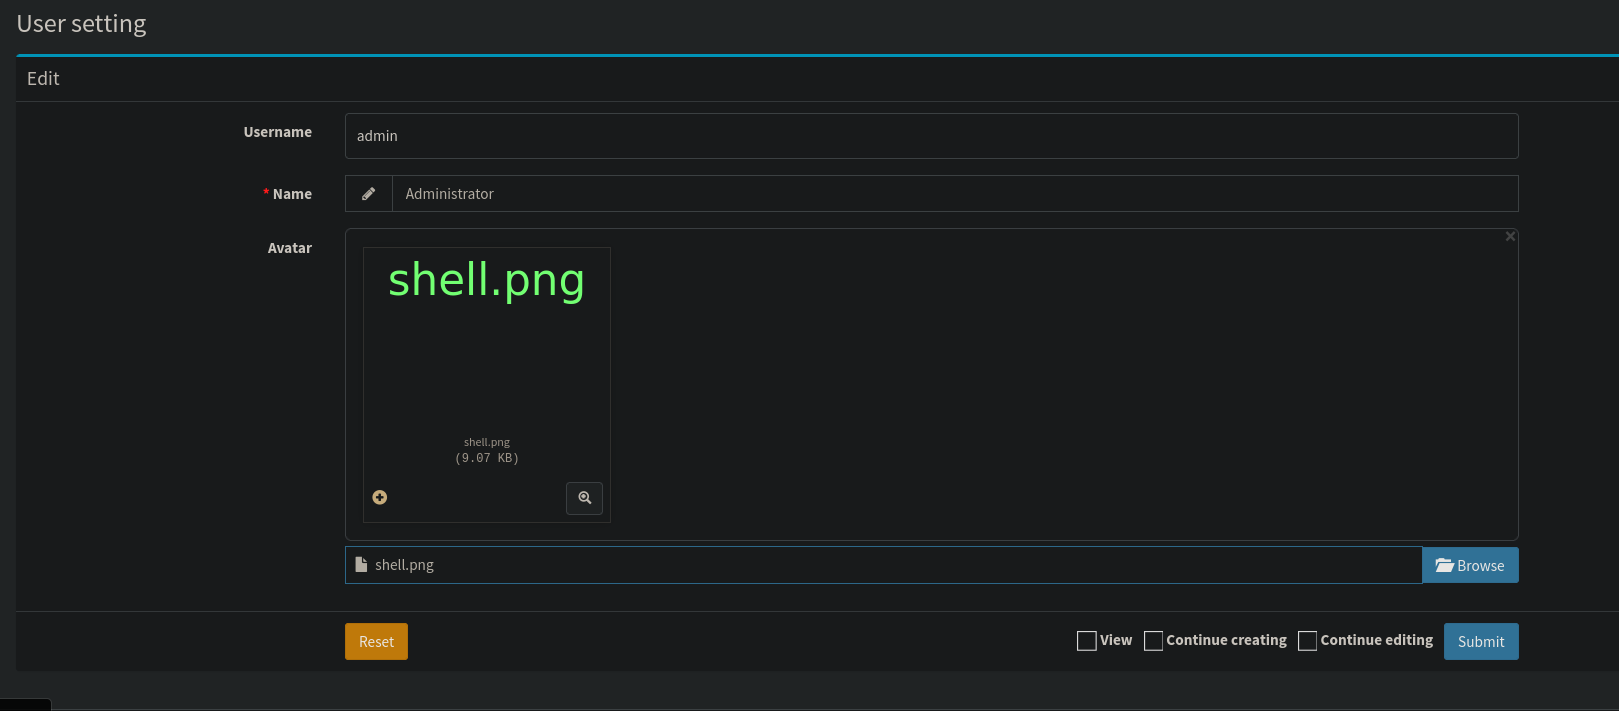 User setting
Edit
Username
admin
* Name
Administrator
Avatar
×
shell.png
shell.png
(9.07 KB)
shell.png
Browse
Reset
View
Continue creating
Continue editing
Submit